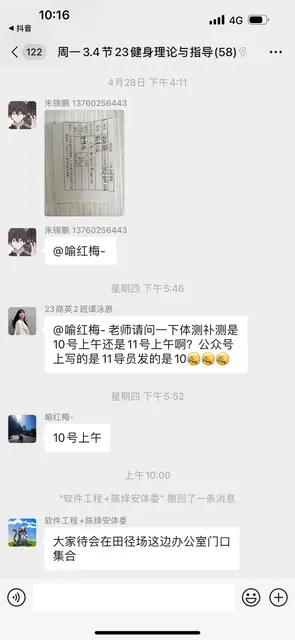 10:16
4G
抖音
122
周一3.4节23健身理论与指导(58)
4月28日 下午4:11
朱锦鹏 13760256443
朱锦鹏 13760256443
@喻红梅-
星期四 下午5:46
23商英2班谭泳恩
@喻红梅- 老师请问一下体测补测是
10号上午还是11号上午啊？公众号
上写的是11导员发的是10
星期四 下午5:52
喻红梅-
10号上午
上午 10:00
"软件工程+陈绎安体委" 撤回了一条消息
软件工程+陈绎安体委
大家待会在田径场这边办公室门口
集合